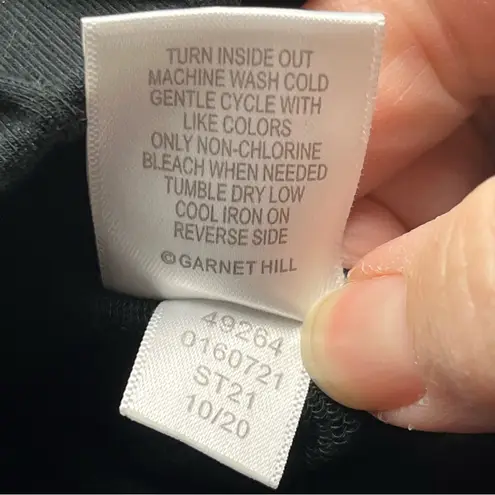 TURN INSIDE OUT
MACHINE WASH COLD
GENTLE CYCLE WITH
LIKE COLORS
ONLY NON-CHLORINE
BLEACH WHEN NEEDED
TUMBLE DRY LOW
COOL IRON ON
REVERSE SIDE
©GARNET HILL
49264
0160721
ST21
10/20